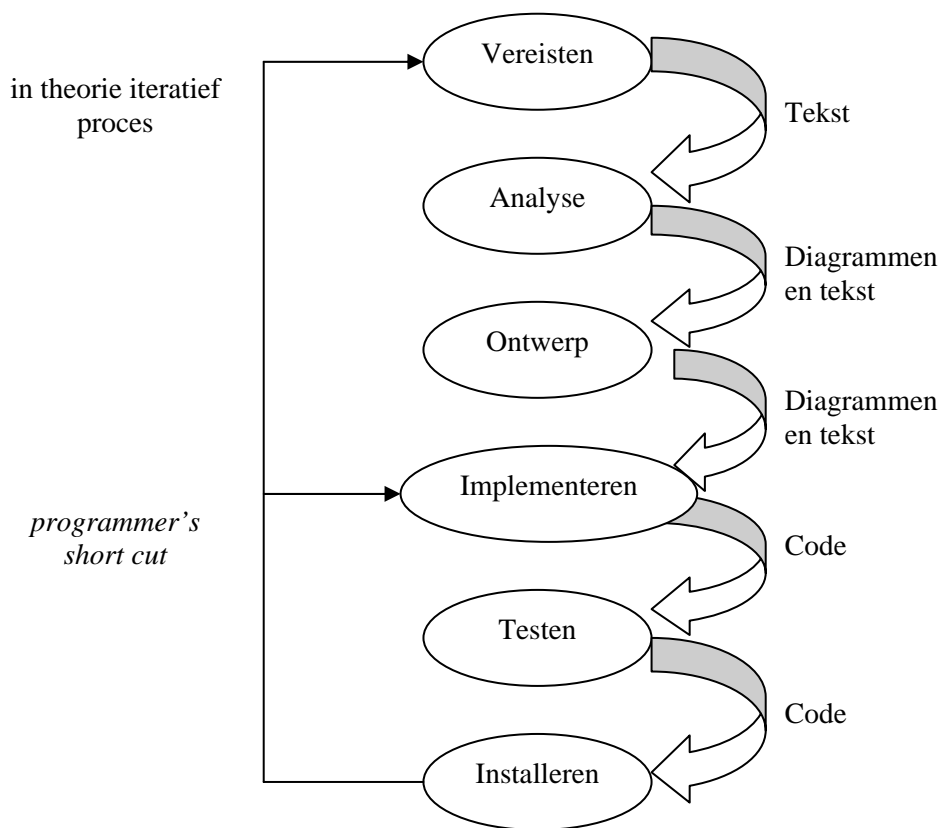 Vereisten
in theorie iteratief
proces
Tekst
Analyse
Diagrammen
en tekst
Ontwerp
Diagrammen
en tekst
Implementeren
programmer’s
short cut
Code
Testen
Code
Installeren